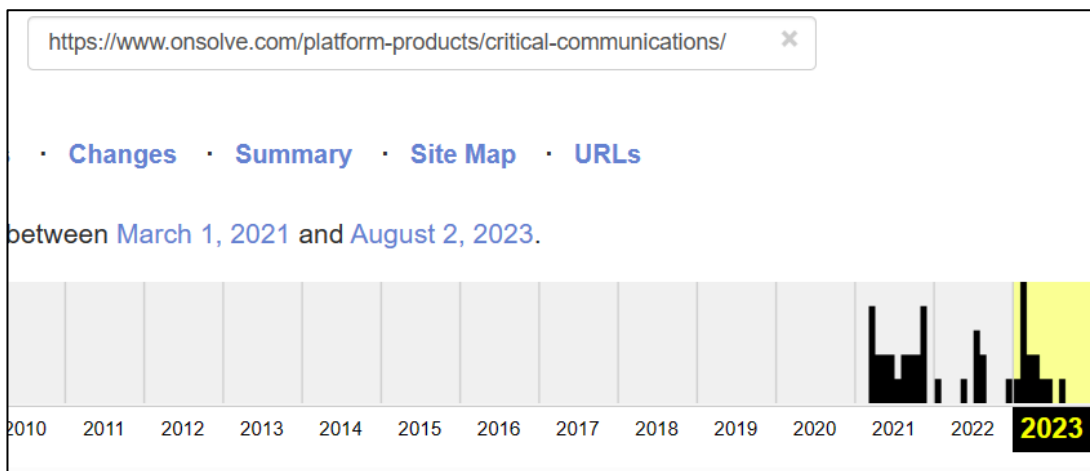 https://www.onsolve.com/platform-products/critical-communications/ ×
· Changes · Summary · Site Map · URLs
between March 1, 2021 and August 2, 2023.
2010 2011 2012 2013 2014 2015 2016 2017 2018 2019 2020 2021 2022 2023